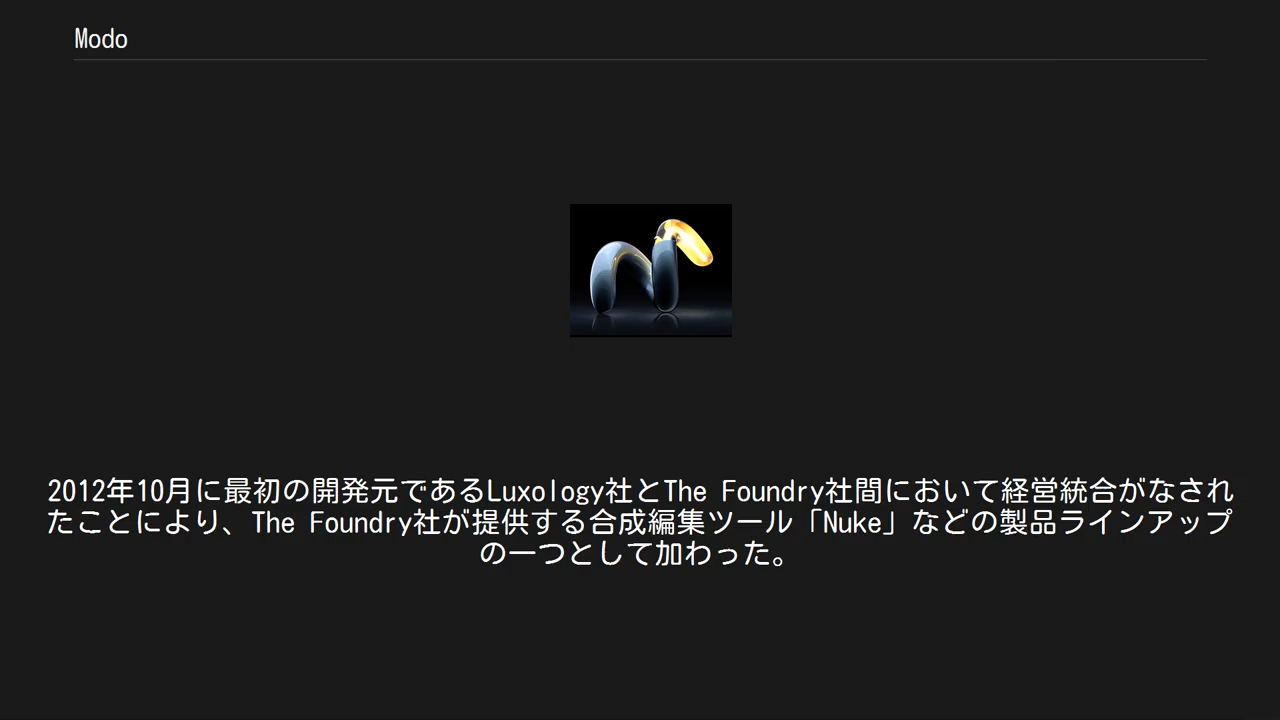 Modo
2012年10月に最初の開発元であるLuxology社とThe Foundry社間において経営統合がなされ
たことにより、The Foundry社が提供する合成編集ツール「Nuke」などの製品ラインアップ
の一つとして加わった。